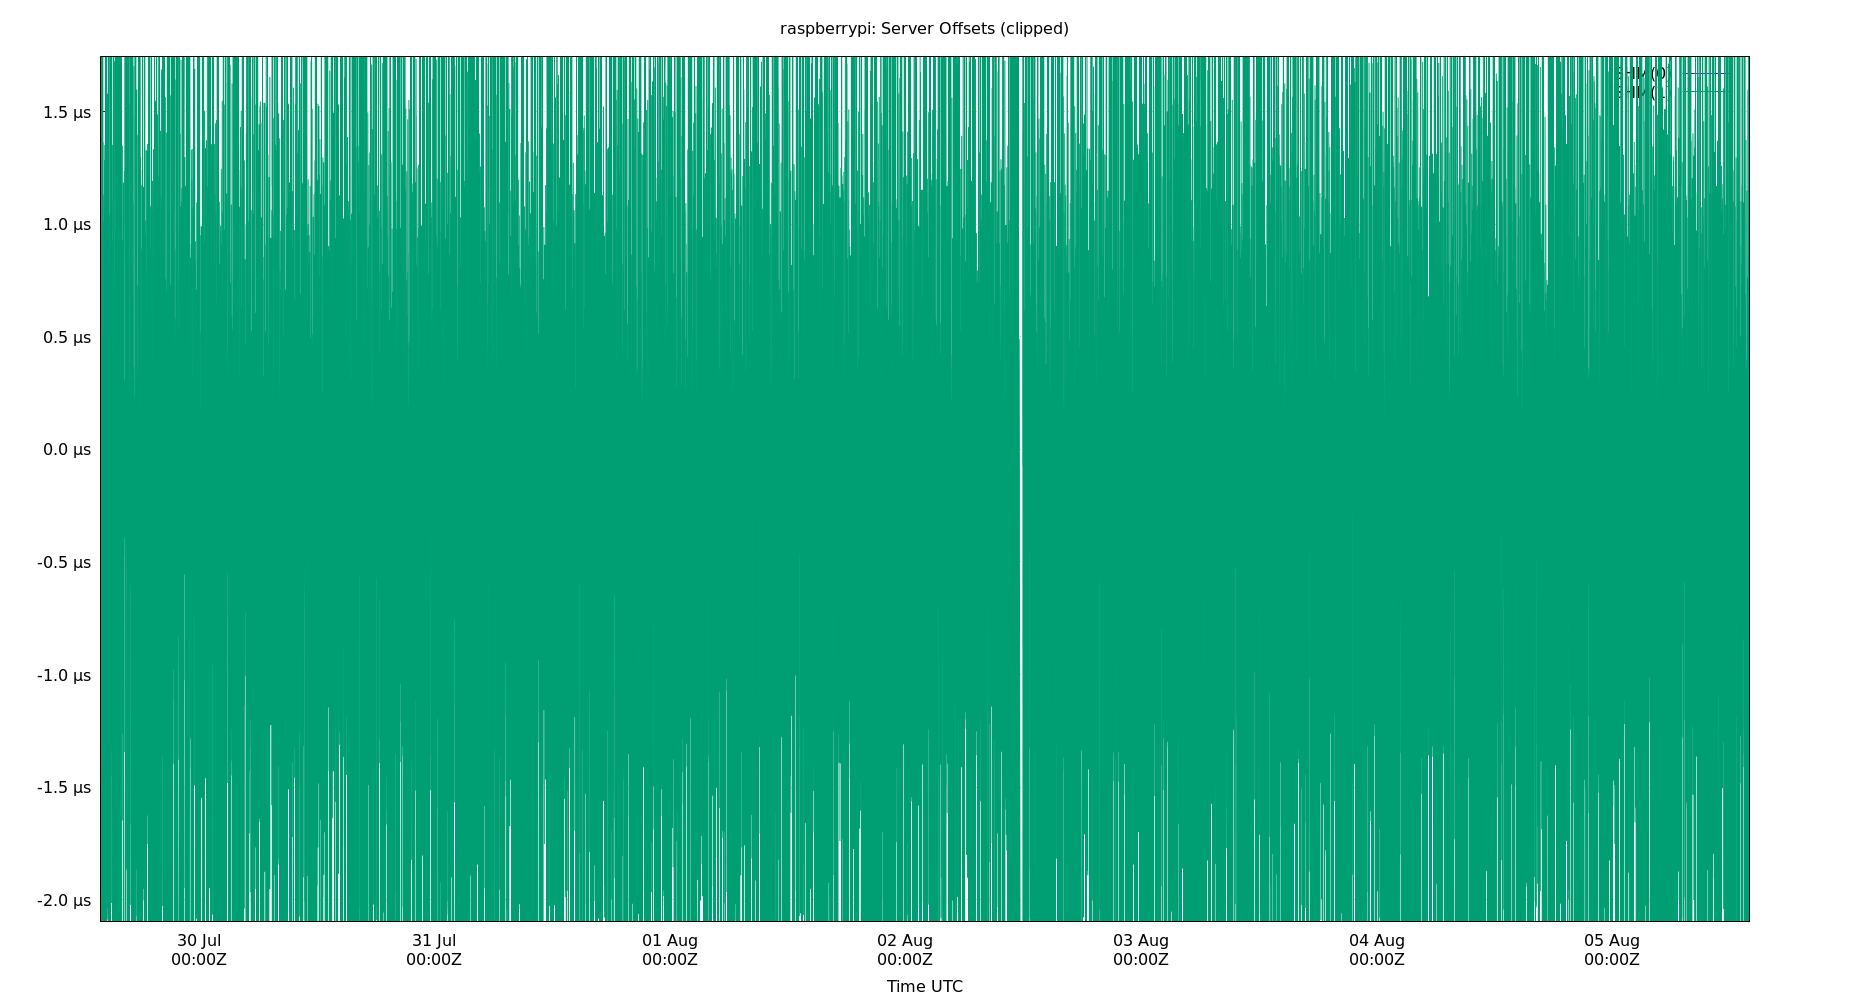 raspberrypi: Server Offsets (clipped)
1.5 µs
1.0 µs
0.5 µs
0.0 µs
-0.5 µs
-1.0 µs
-1.5 µs
-2.0 µs
30 Jul 31 Jul 01 Aug 02 Aug 03 Aug 04 Aug 05 Aug
00:00Z 00:00Z 00:00Z 00:00Z 00:00Z 00:00Z 00:00Z
Time UTC